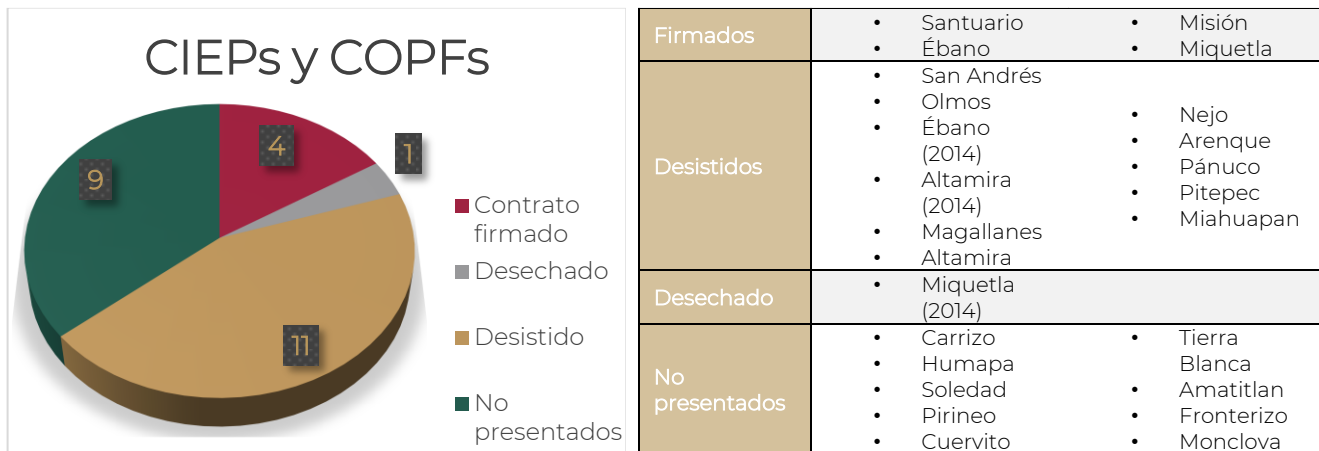 CIEPs y COPFs
4
1
9
11
Contrato
firmado
Desechado
Desistido
No
presentados
Firmados
• Santuario
• Ébano
• Misión
• Miquetla
Desistidos
• San Andrés
• Olmos
• Ébano
(2014)
• Altamira
(2014)
• Magallanes
• Altamira
• Nejo
• Arenque
• Pánuco
• Pitepec
• Miahuapan
Desechado
• Miquetla
(2014)
No
presentados
• Carrizo
• Humapa
• Soledad
• Pirineo
• Cuervito
• Tierra
Blanca
• Amatitlan
• Fronterizo
• Monclova